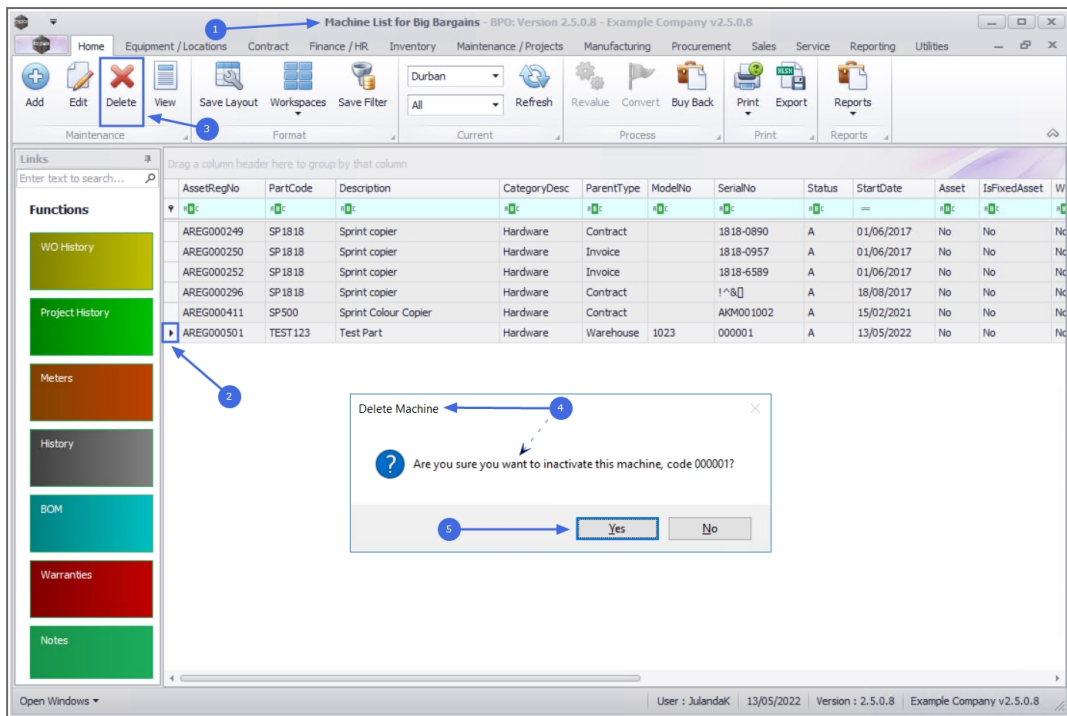 1
Machine List for Big Bargains - BPO: Version 2.5.0.8 - Example Company v2.5.0.8
Home Equipment / Locations Contract Finance / HR Inventory Maintenance / Projects Manufacturing Procurement Sales Service Reporting Utilities
Durban
Add Edit Delete View Save Layout Workspaces Save Filter All Refresh Revalue Convert Buy Back Print Export Reports
3
Maintenance Format Current Process Print Reports
Links
Drag a column header here to group by that column
Enter text to search...
AssetRegNo PartCode Description CategoryDesc ParentType ModelNo SerialNo Status StartDate Asset IsFixedAsset W
Functions
=
AREG000249 SP1818 Sprint copier Hardware Contract 1818-0890 A 01/06/2017 No No No
WO History
AREG000250 SP1818 Sprint copier Hardware Invoice 1818-0957 A 01/06/2017 No No No
AREG000252 SP1818 Sprint copier Hardware Invoice 1818-6589 A 01/06/2017 No No No
AREG000296 SP1818 Sprint copier Hardware Contract !^&[] A 18/08/2017 No No No
Project History
AREG000411 SP500 Sprint Colour Copier Hardware Contract AKM001002 A 15/02/2021 No No No
AREG000501 TEST123 Test Part Hardware Warehouse 1023 000001 A 13/05/2022 No No No
Meters
2
Delete Machine
4
History
Are you sure you want to inactivate this machine, code 000001?
BOM
5
Yes No
Warranties
Notes
Open Windows
User : JulandaK 13/05/2022 Version : 2.5.0.8 Example Company v2.5.0.8